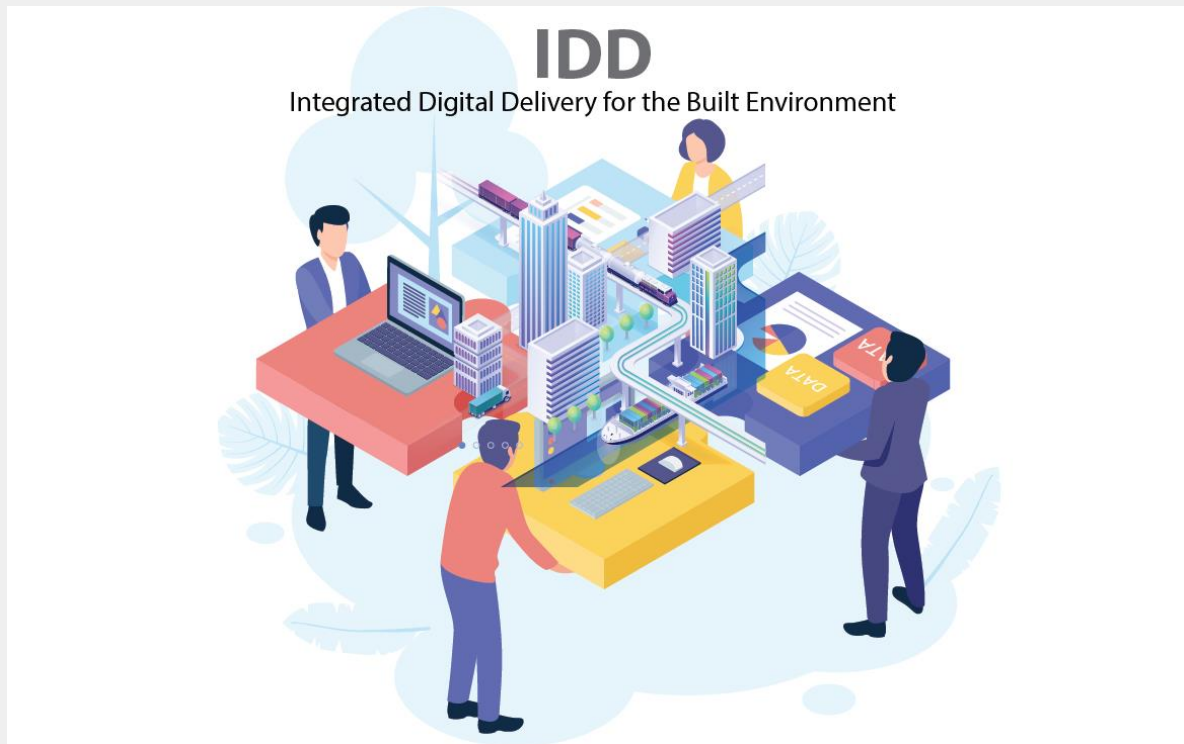 IDD
Integrated Digital Delivery for the Built Environment
DATA
DATA